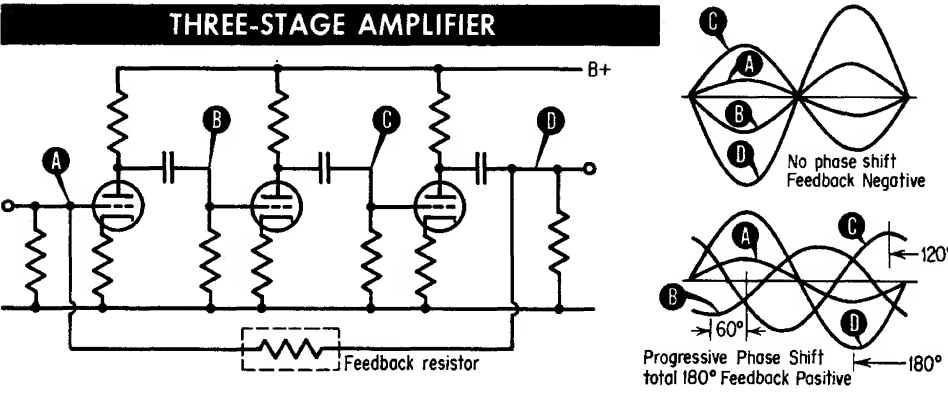 THREE-STAGE AMPLIFIER
B+
A
B
C
D
Feedback resistor
C
A
B
D
No phase shift
Feedback Negative
A
C
120°
B
60°
D
180°
Progressive Phase Shift
total 180° Feedback Positive